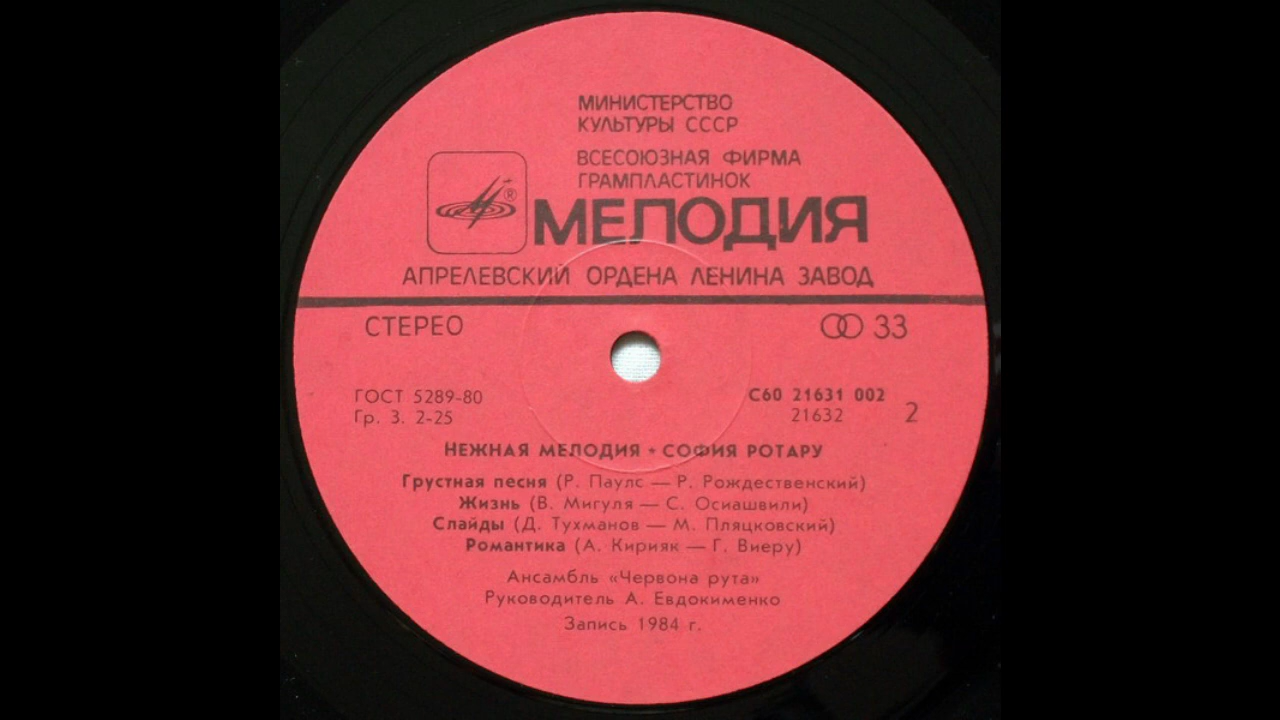 МИНИСТЕРСТВО
КУЛЬТУРЫ СССР
ВСЕСОЮЗНАЯ ФИРМА
ГРАМПЛАСТИНОК
® МЕЛОДИЯ
АПРЕЛЕВСКИЙ ОРДЕНА ЛЕНИНА ЗАВОД
СТЕРЕО 33
ГОСТ 5289-80 С60 21631 002
Гр. 3. 2-25 21632 2
НЕЖНАЯ МЕЛОДИЯ * СОФИЯ РОТАРУ
Грустная песня (Р. Паулс — Р. Рождественский)
Жизнь (В. Мигуля — С. Осиашвили)
Слайды (Д. Тухманов — М. Пляцковский)
Романтика (А. Кирияк — Г. Виеру)
Ансамбль «Червона рута»
Руководитель А. Евдокименко
Запись 1984 г.